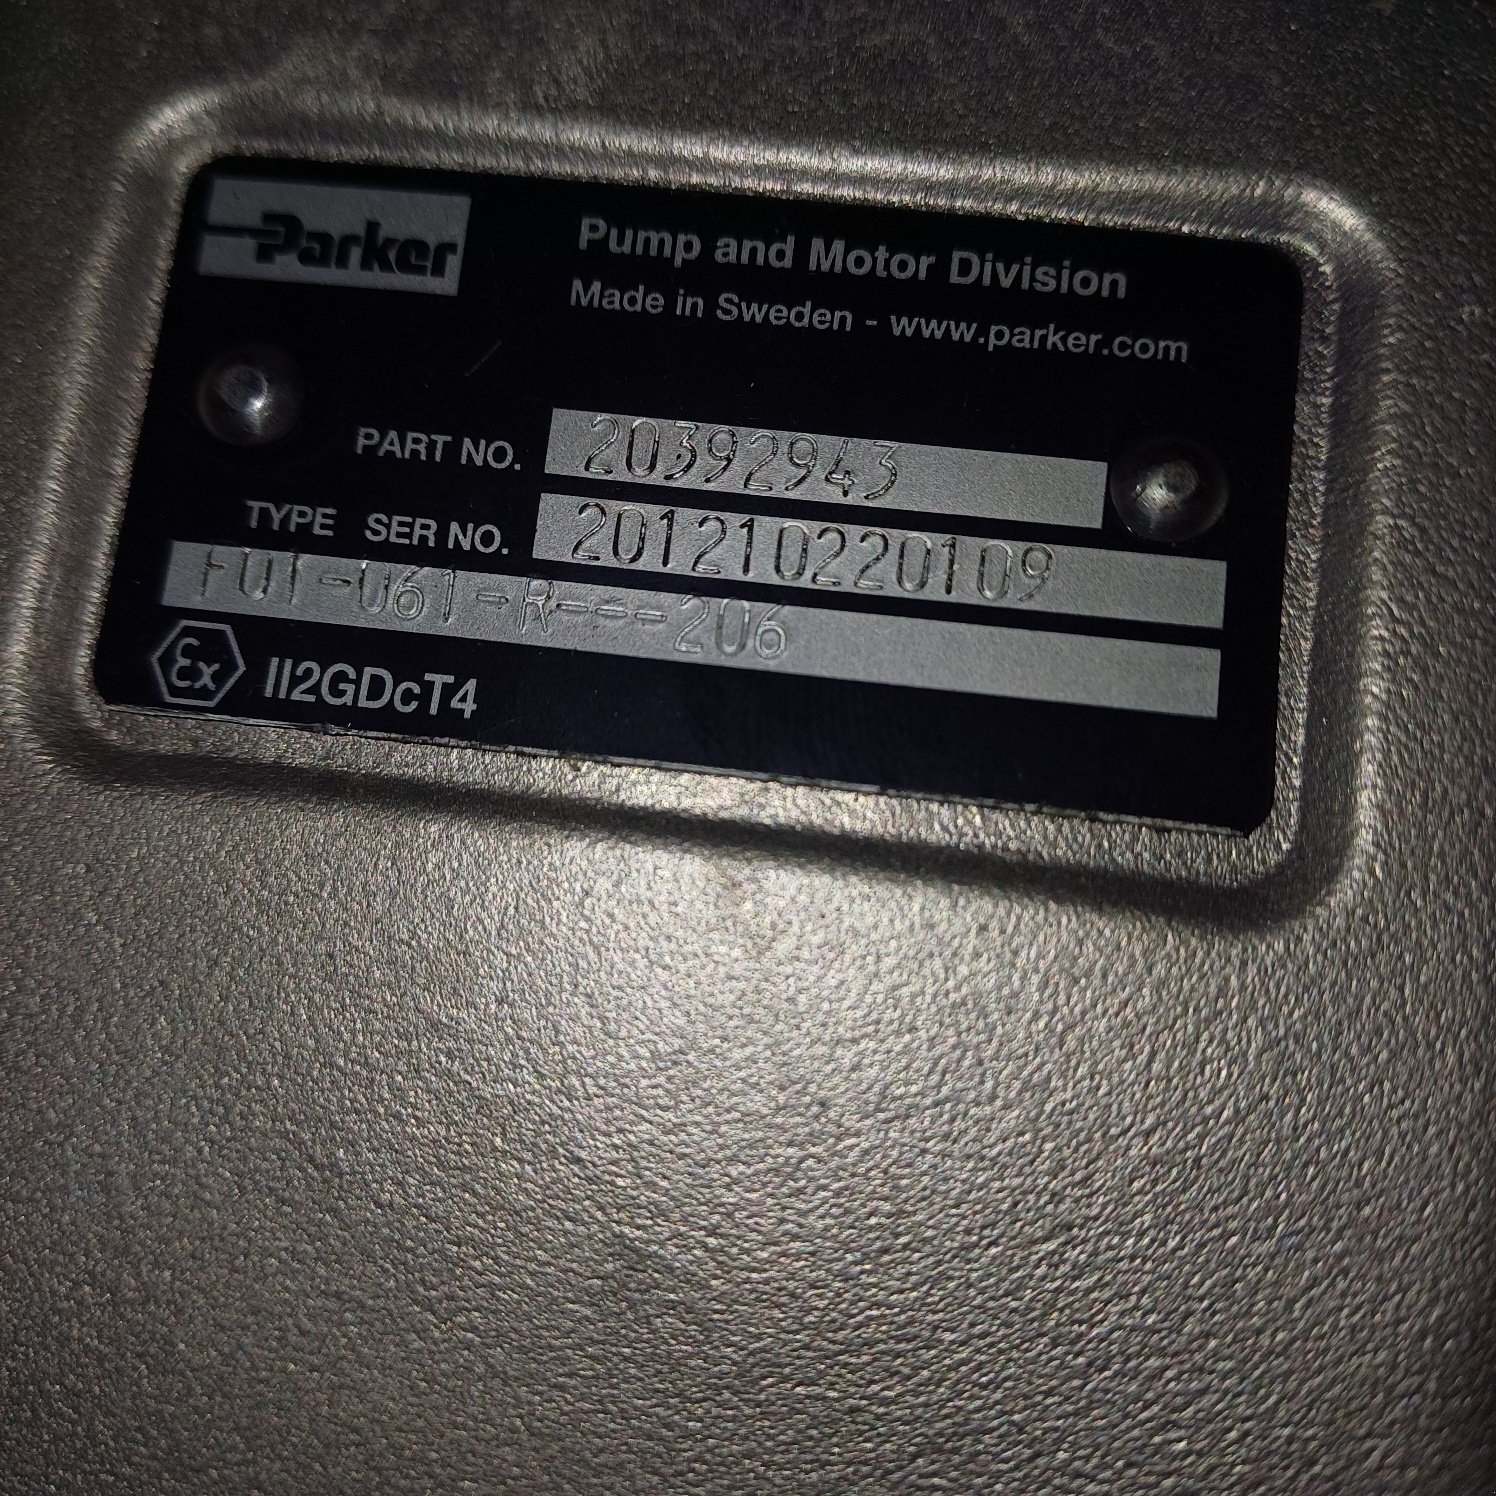 Parker
Pump and Motor Division
Made in Sweden - www.parker.com
PART NO. 20392943
TYPE SER NO. 201210220109
F01-061-R----206
Ex II2GDcT4